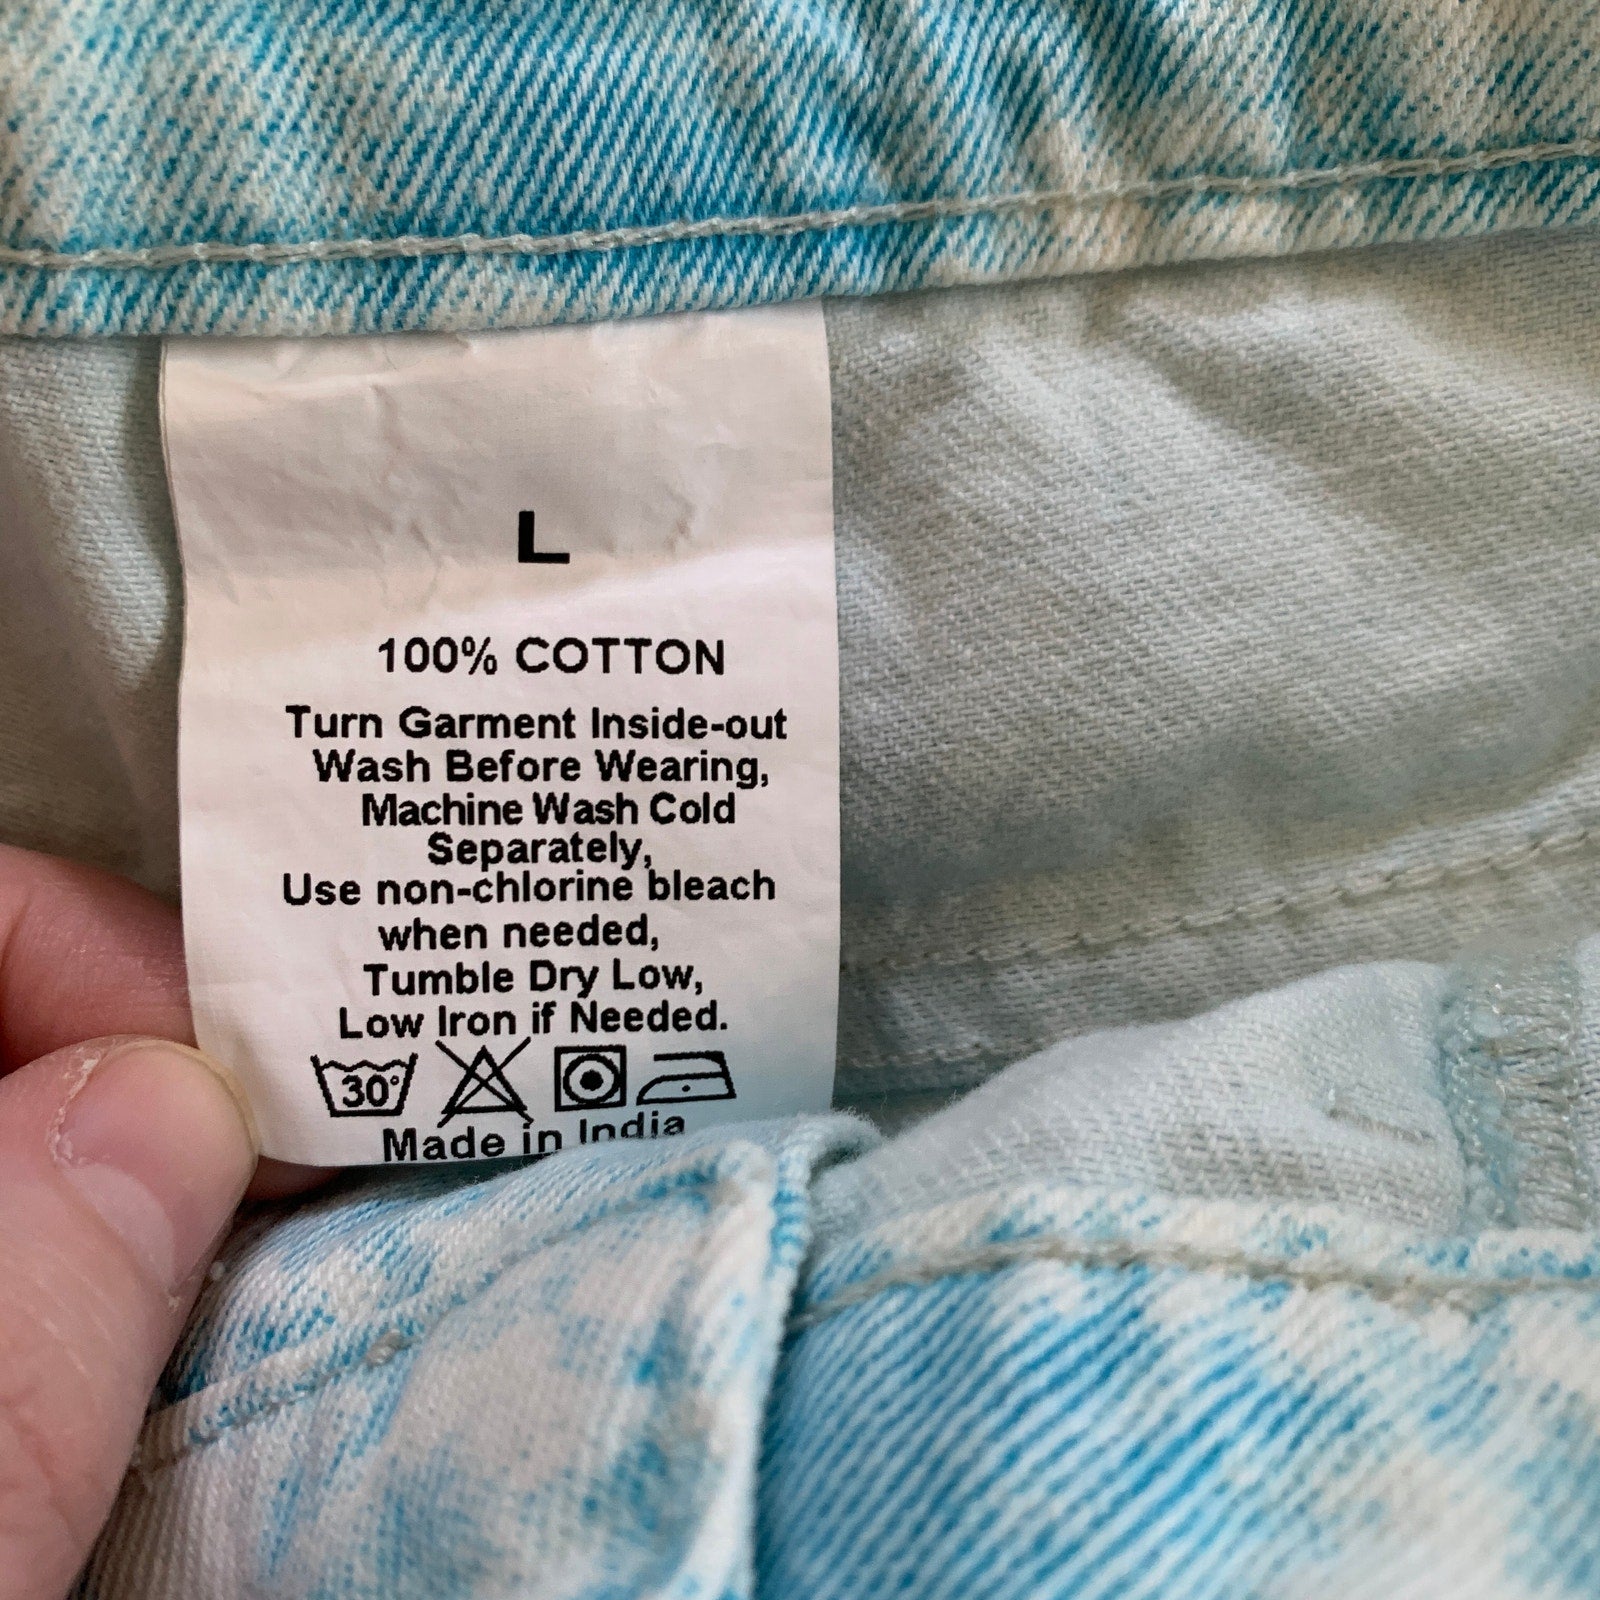 L
100% COTTON
Turn Garment Inside-out
Wash Before Wearing,
Machine Wash Cold
Separately,
Use non-chlorine bleach
when needed,
Tumble Dry Low,
Low Iron if Needed.
30°
Made in India